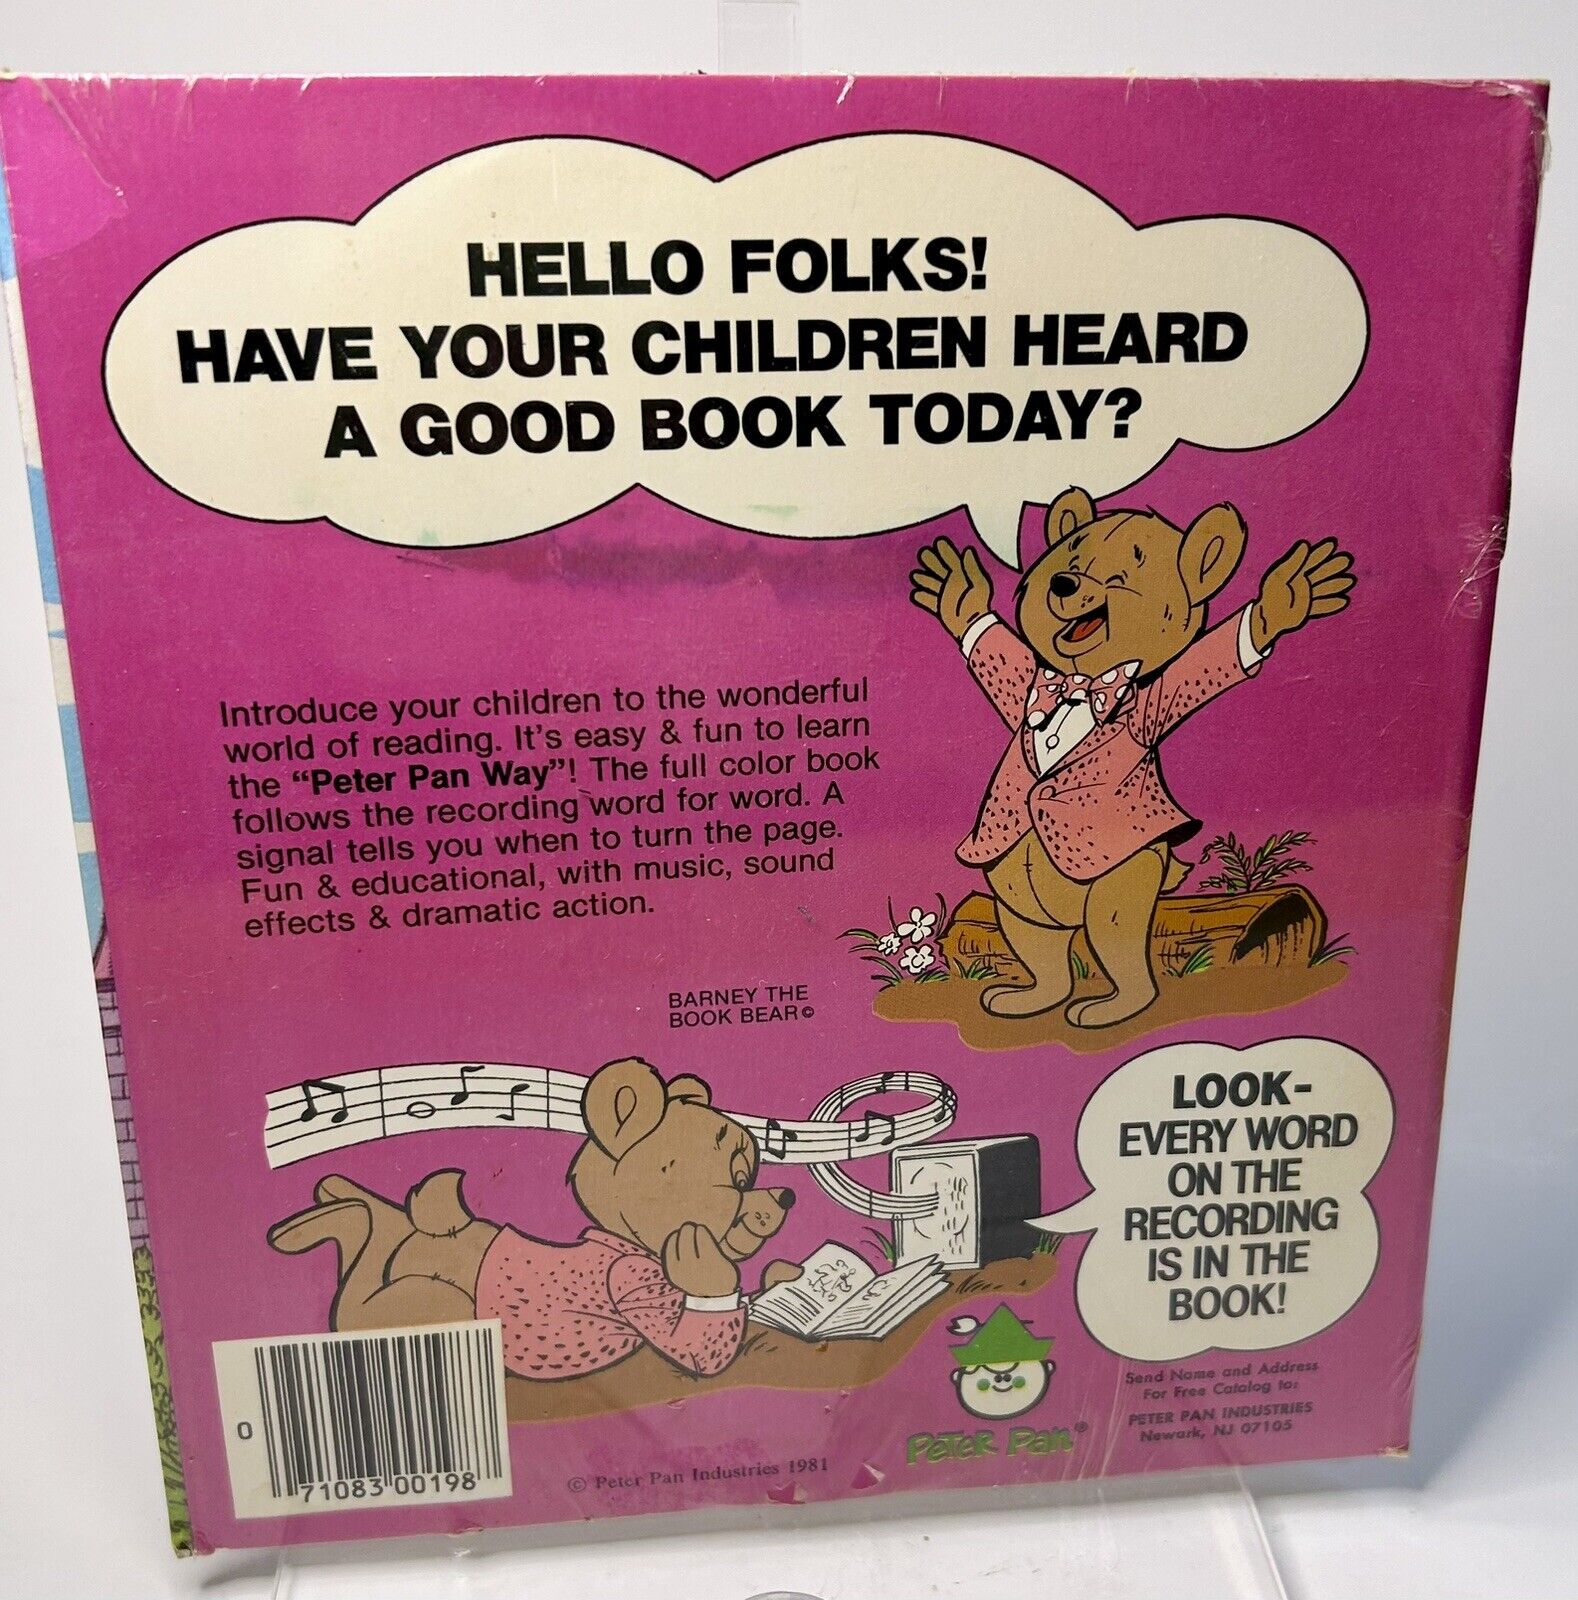 HELLO FOLKS!
HAVE YOUR CHILDREN HEARD
A GOOD BOOK TODAY?
Introduce your children to the wonderful
world of reading. It's easy & fun to learn
the “Peter Pan Way”! The full color book
follows the recording word for word. A
signal tells you when to turn the page.
Fun & educational, with music, sound
effects & dramatic action.
BARNEY THE
BOOK BEAR©
LOOK-
EVERY WORD
ON THE
RECORDING
IS IN THE
BOOK!
Send Name and Address
For Free Catalog to:
PETER PAN INDUSTRIES
Newark, NJ 07105
PETER PAN®
© Peter Pan Industries 1981
0 71083 00198